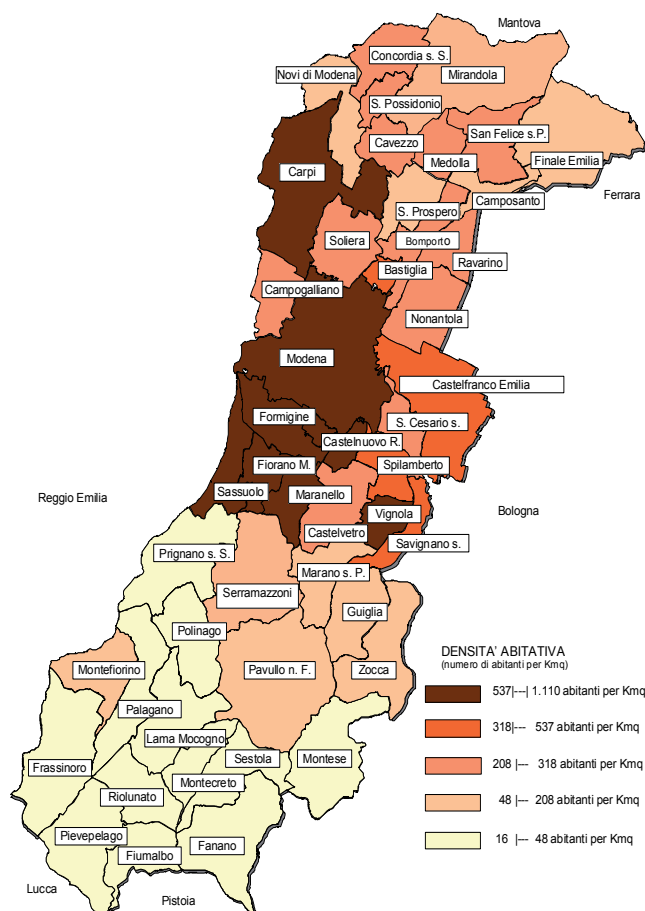 Mantova
Concordia s. S.
Novi di Modena
Mirandola
S. Possidonio
San Felice s.P.
Cavezzo
Medolla
Finale Emilia
Carpi
Ferrara
Camposanto
S. Prospero
Soliera
Bomporto
Ravarino
Bastiglia
Campogalliano
Nonantola
Modena
Castelfranco Emilia
Formigine
S. Cesario s.
Castelnuovo R.
Fiorano M.
Spilamberto
Sassuolo
Maranello
Reggio Emilia
Vignola
Bologna
Castelvetro
Savignano s.
Prignano s. S.
Marano s. P.
Serramazzoni
Guiglia
Polinago
Montefiorino
Pavullo n. F.
Zocca
Palagano
Lama Mocogno
Sestola
Montese
Frassinoro
Montecreto
Riolunato
Pievepelago
Fanano
Fiumalbo
Lucca
Pistoia
DENSITA' ABITATIVA
(numero di abitanti per Kmq)
537|---| 1.110 abitanti per Kmq
318|--- 537 abitanti per Kmq
208 |--- 318 abitanti per Kmq
48 |--- 208 abitanti per Kmq
16 |--- 48 abitanti per Kmq